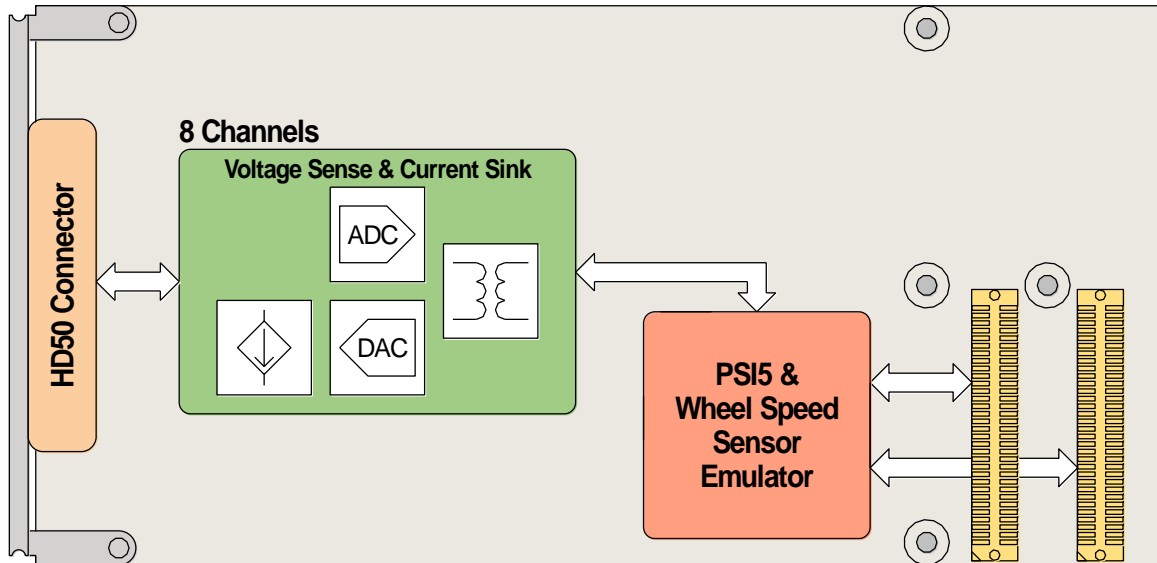 8 Channels
Voltage Sense & Current Sink
HD50 Connector
ADC
DAC
PSI5 &
Wheel Speed
Sensor
Emulator